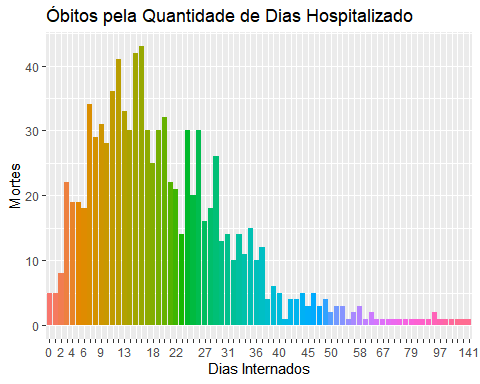 Óbitos pela Quantidade de Dias Hospitalizado
40
30
20
10
0
Mortes
0 2 4 6 9 13 18 22 27 31 36 40 45 50 58 67 79 97 141
Dias Internados